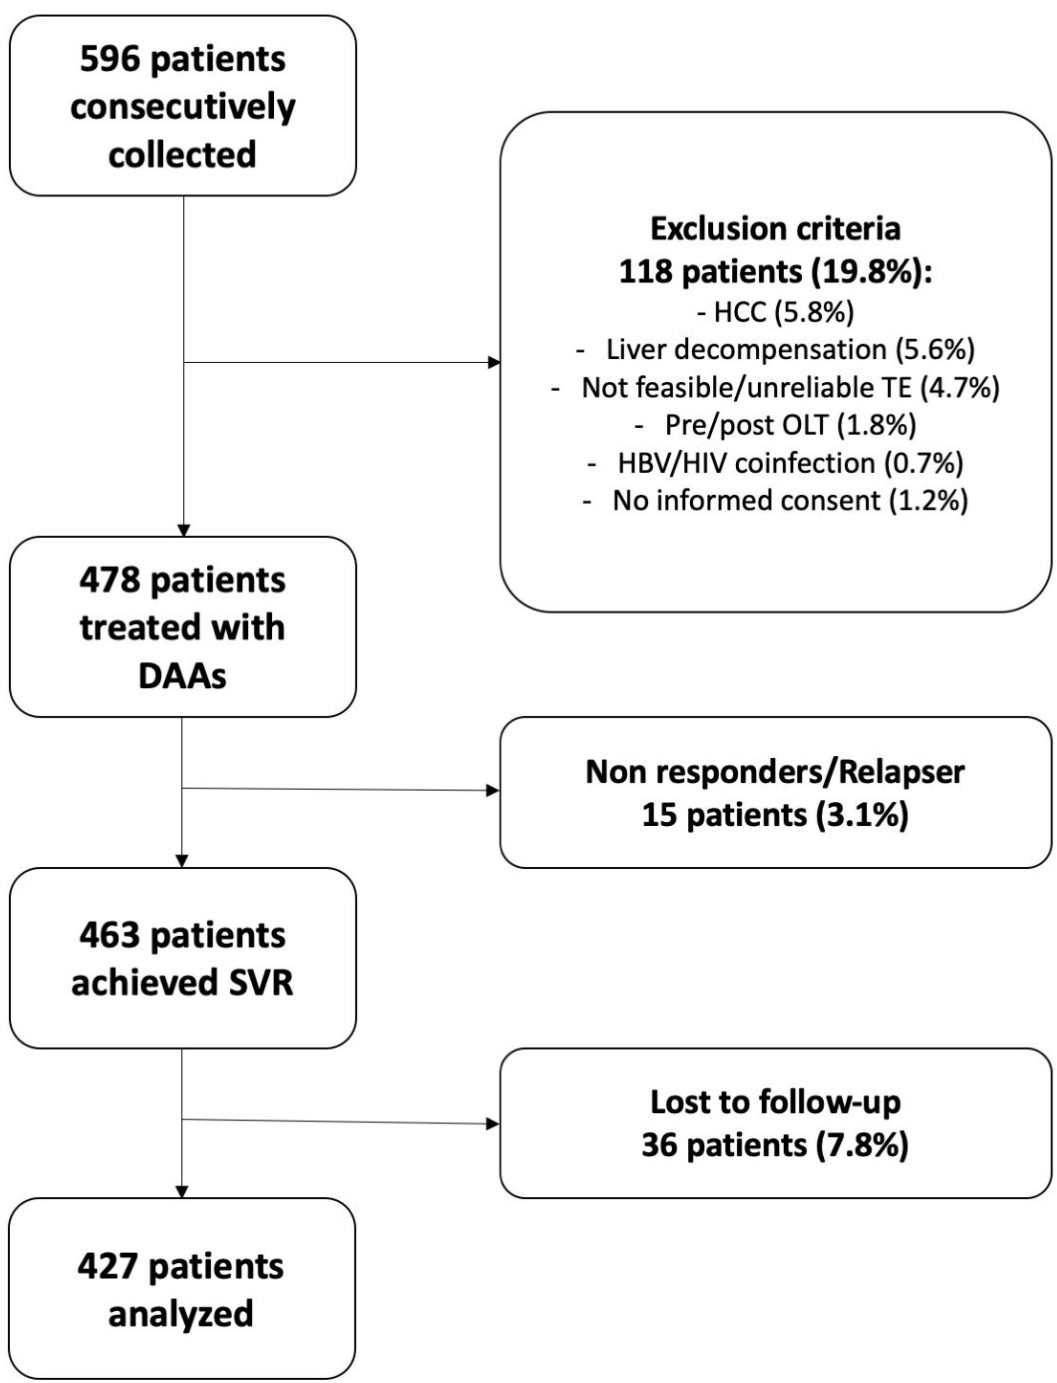 596 patients
consecutively
collected
Exclusion criteria
118 patients (19.8%):
- HCC (5.8%)
- Liver decompensation (5.6%)
- Not feasible/unreliable TE (4.7%)
- Pre/post OLT (1.8%)
- HBV/HIV coinfection (0.7%)
- No informed consent (1.2%)
478 patients
treated with
DAAs
Non responders/Relapser
15 patients (3.1%)
463 patients
achieved SVR
Lost to follow-up
36 patients (7.8%)
427 patients
analyzed